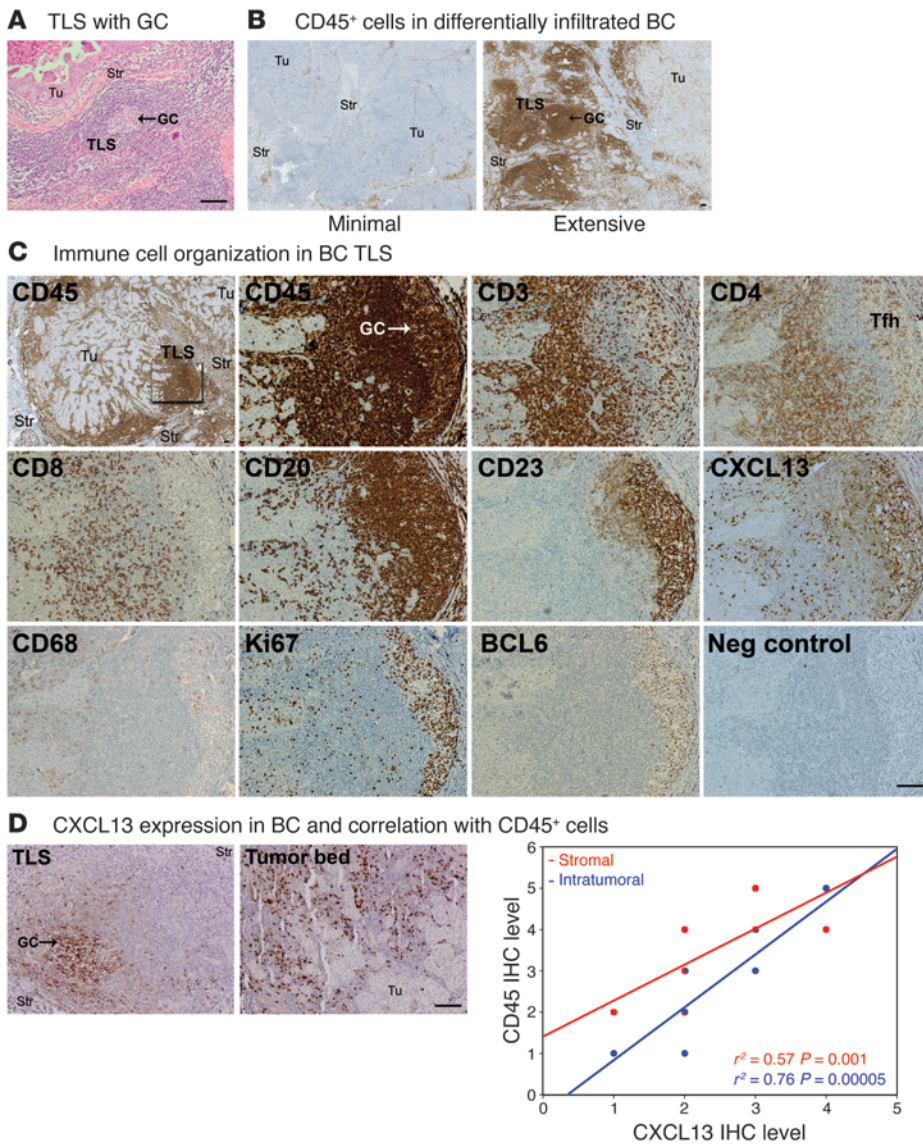 A TLS with GC
Str
Tu
←GC
TLS
B CD45⁺ cells in differentially infiltrated BC
Tu
Str
Tu
Str
Minimal
Tu
TLS
←GC
Str
Str
Extensive
C Immune cell organization in BC TLS
CD45
Tu
Tu
TLS
Str
Str
Str
CD45
GC→
CD3
CD4
Tfh
CD8
CD20
CD23
CXCL13
CD68
Ki67
BCL6
Neg control
D CXCL13 expression in BC and correlation with CD45⁺ cells
TLS
Str
GC→
Str
Tumor bed
Tu
CD45 IHC level
6
5
4
3
2
1
0
- Stromal
- Intratumoral
r² = 0.57 P = 0.001
r² = 0.76 P = 0.00005
0 1 2 3 4 5
CXCL13 IHC level